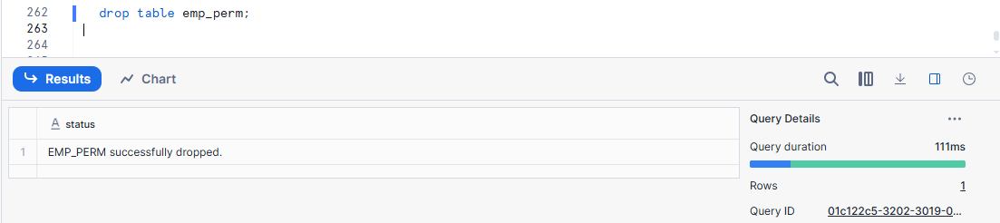 262 drop table emp_perm;
263
264
Results Chart
A status
1 EMP_PERM successfully dropped.
Query Details
Query duration 111ms
Rows 1
Query ID 01c122c5-3202-3019-0...